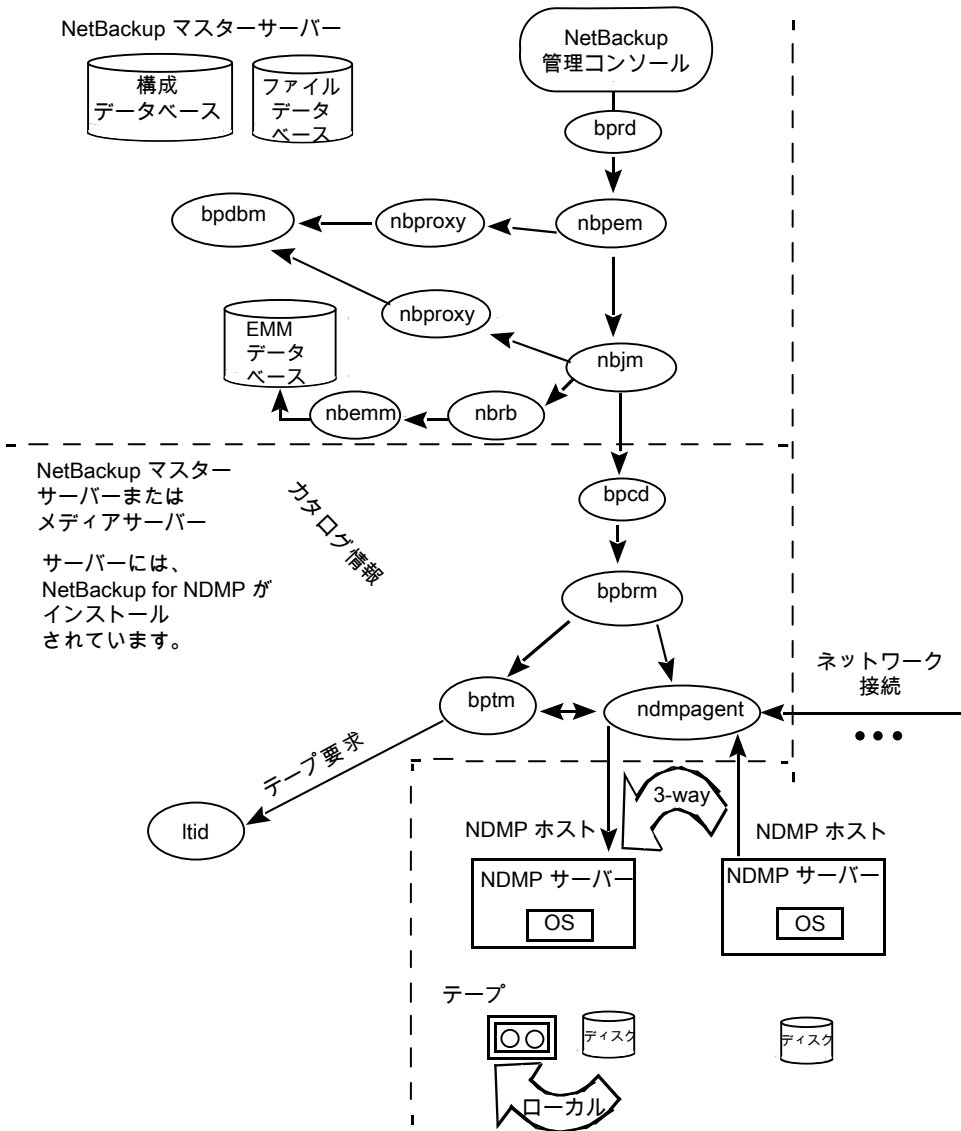 NetBackup マスターサーバー
構成
データベース
ファイル
データ
ベース
NetBackup
管理コンソール
bprd
bpdbm
nbproxy
nbpem
nbproxy
EMM
データ
ベース
nbjm
nbemm
nbrb
NetBackup マスター
サーバーまたは
メディアサーバー
サーバーには、
NetBackup for NDMP が
インストール
されています。
カタログ情報
bpcd
bpbrm
ネットワーク
接続
bptm
ndmpagent
•••
テープ要求
3-way
ltid
NDMP ホスト
NDMP ホスト
NDMP サーバー
OS
NDMP サーバー
OS
テープ
ディスク
ディスク
ローカル